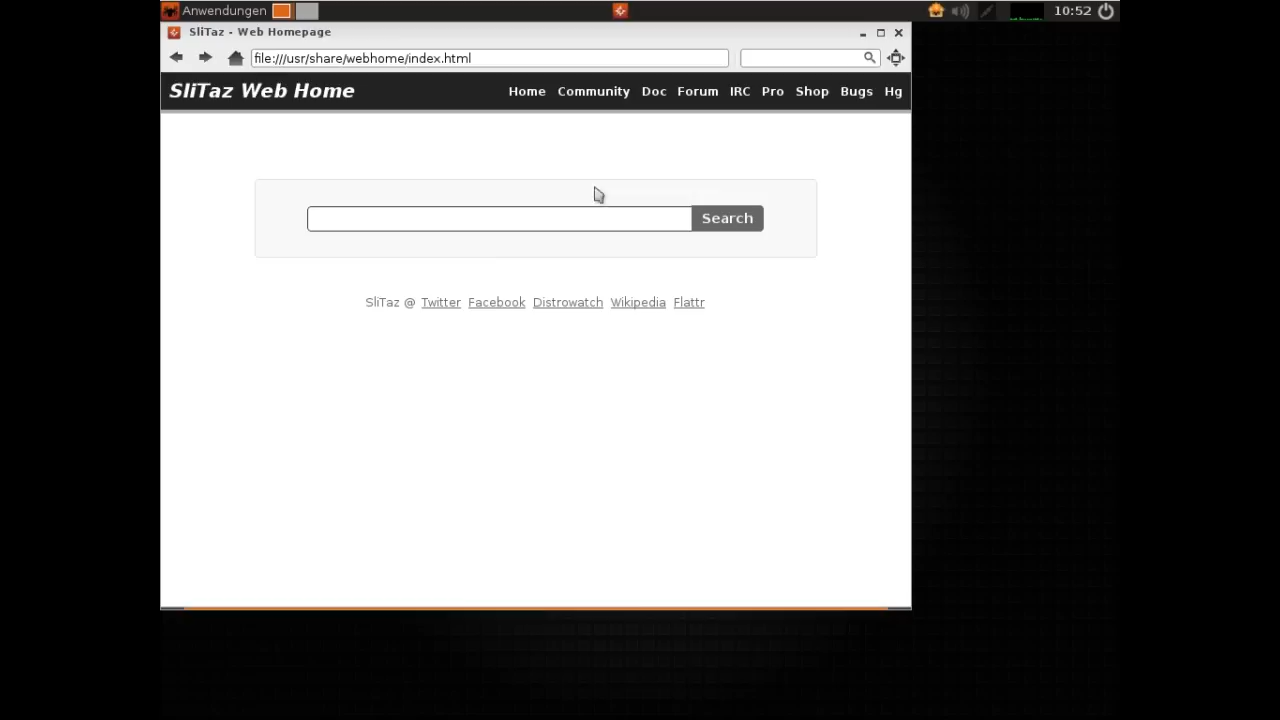 Anwendungen
10:52
SliTaz - Web Homepage
file:///usr/share/webhome/index.html
SliTaz Web Home
Home Community Doc Forum IRC Pro Shop Bugs Hg
Search
SliTaz @ Twitter Facebook Distrowatch Wikipedia Flattr